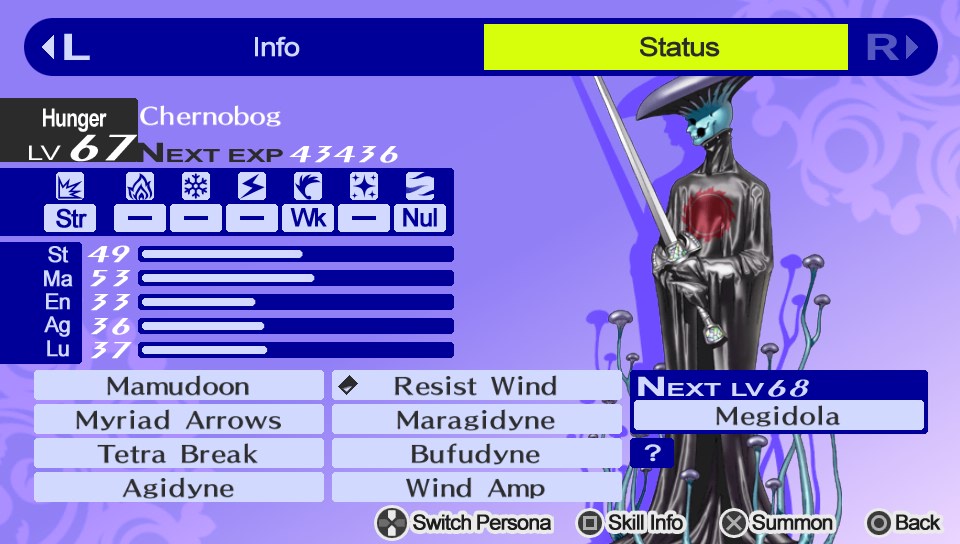 L Info Status R
Hunger Chernobog
LV 67 NEXT EXP 43436
Str — — — Wk — Nul
St 49
Ma 53
En 33
Ag 36
Lu 37
Mamudoon Resist Wind NEXT LV 68
Myriad Arrows Maragidyne Megidola
Tetra Break Bufudyne ?
Agidyne Wind Amp
Switch Persona Skill Info Summon Back